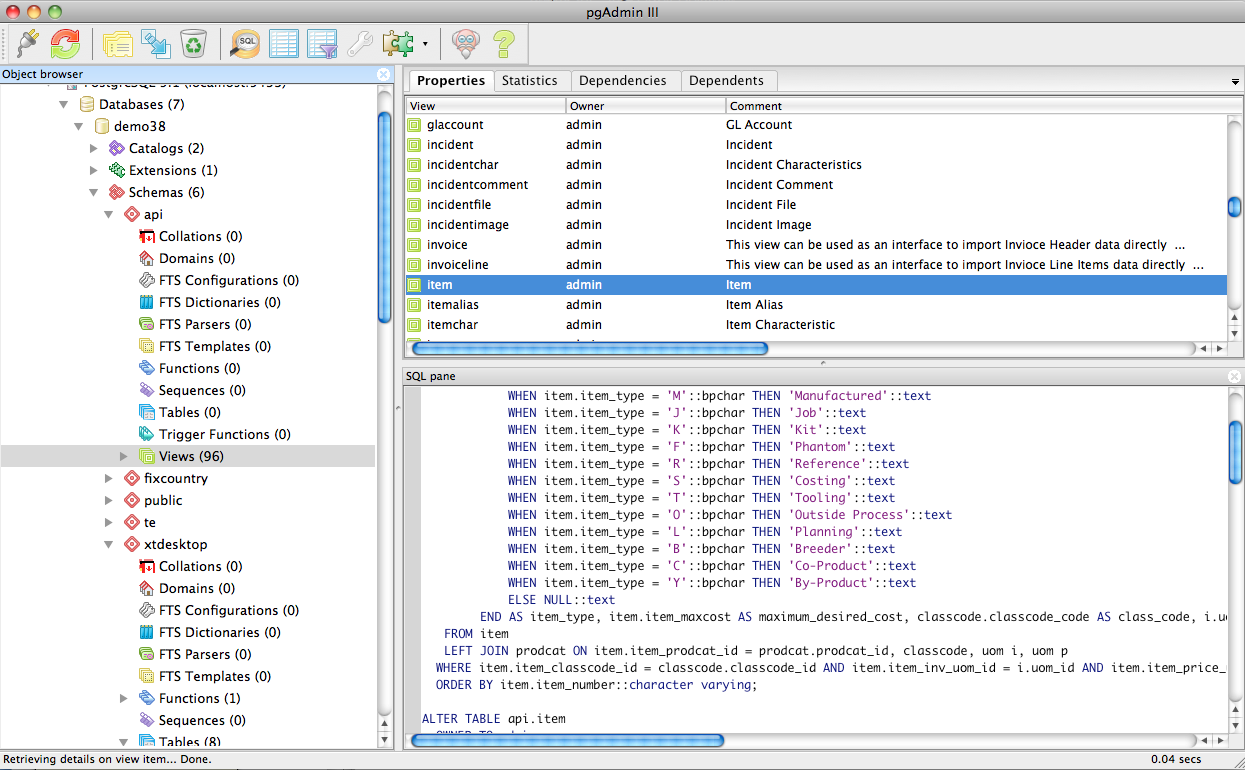 pgAdmin III
SQL
Object browser
PostgreSQL 9.1 (localhost:5433)
Databases (7)
demo38
Catalogs (2)
Extensions (1)
Schemas (6)
api
Collations (0)
Domains (0)
FTS Configurations (0)
FTS Dictionaries (0)
FTS Parsers (0)
FTS Templates (0)
Functions (0)
Sequences (0)
Tables (0)
Trigger Functions (0)
Views (96)
fixcountry
public
te
xtdesktop
Collations (0)
Domains (0)
FTS Configurations (0)
FTS Dictionaries (0)
FTS Parsers (0)
FTS Templates (0)
Functions (1)
Sequences (0)
Tables (8)
Properties Statistics Dependencies Dependents
View Owner Comment
glaccount admin GL Account
incident admin Incident
incidentchar admin Incident Characteristics
incidentcomment admin Incident Comment
incidentfile admin Incident File
incidentimage admin Incident Image
invoice admin This view can be used as an interface to import Invioce Header data directly ...
invoiceline admin This view can be used as an interface to import Invioce Line Items data directly ...
item admin Item
itemalias admin Item Alias
itemchar admin Item Characteristic
SQL pane
WHEN item.item_type = 'M'::bpchar THEN 'Manufactured'::text
WHEN item.item_type = 'J'::bpchar THEN 'Job'::text
WHEN item.item_type = 'K'::bpchar THEN 'Kit'::text
WHEN item.item_type = 'F'::bpchar THEN 'Phantom'::text
WHEN item.item_type = 'R'::bpchar THEN 'Reference'::text
WHEN item.item_type = 'S'::bpchar THEN 'Costing'::text
WHEN item.item_type = 'T'::bpchar THEN 'Tooling'::text
WHEN item.item_type = 'O'::bpchar THEN 'Outside Process'::text
WHEN item.item_type = 'L'::bpchar THEN 'Planning'::text
WHEN item.item_type = 'B'::bpchar THEN 'Breeder'::text
WHEN item.item_type = 'C'::bpchar THEN 'Co-Product'::text
WHEN item.item_type = 'Y'::bpchar THEN 'By-Product'::text
ELSE NULL::text
END AS item_type, item.item_maxcost AS maximum_desired_cost, classcode.classcode_code AS class_code, i.u
FROM item
LEFT JOIN prodcat ON item.item_prodcat_id = prodcat.prodcat_id, classcode, uom i, uom p
WHERE item.item_classcode_id = classcode.classcode_id AND item.item_inv_uom_id = i.uom_id AND item.item_price_
ORDER BY item.item_number::character varying;
ALTER TABLE api.item
Retrieving details on view item... Done.
0.04 secs